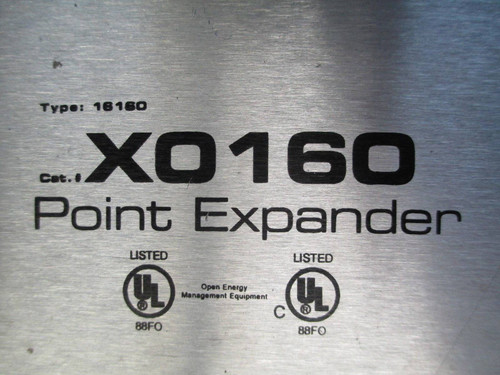 Type: 16160
Cat.# XO160
Point Expander
LISTED
UL ®
88FO
Open Energy
Management Equipment
LISTED
C UL ®
88FO